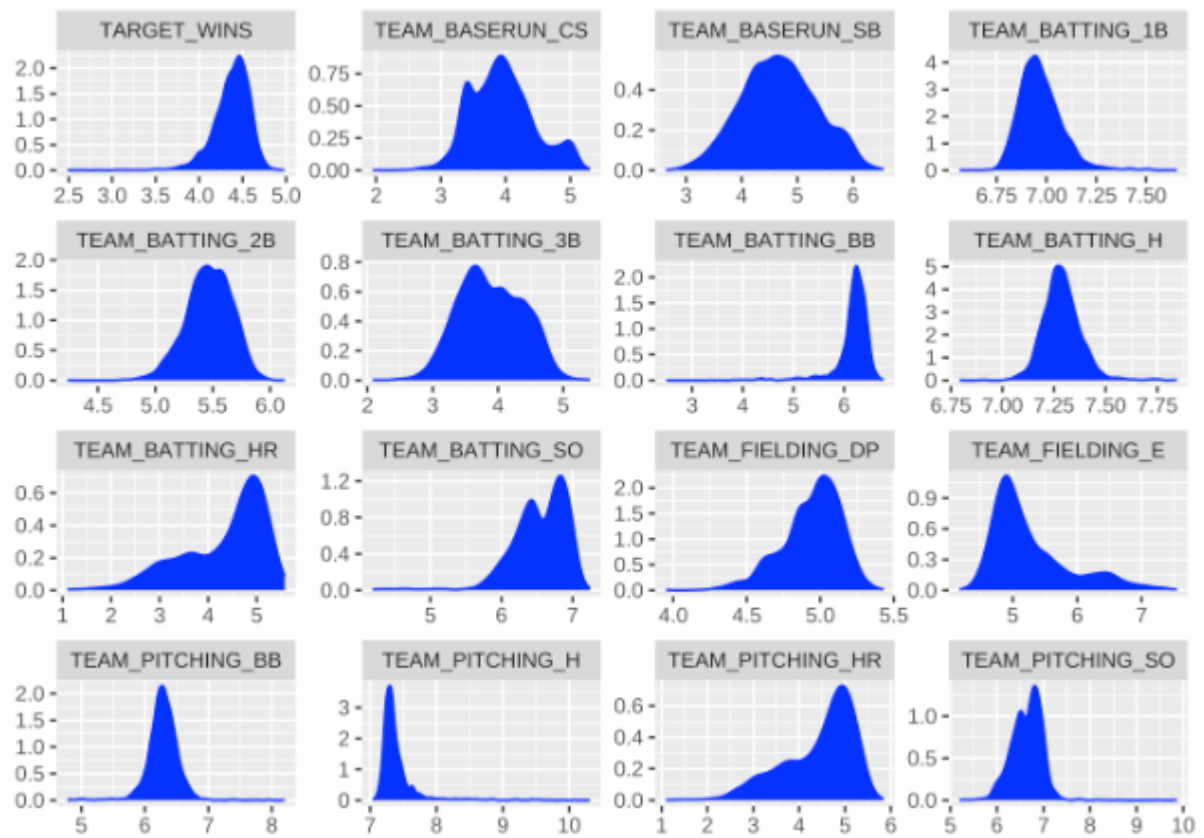 TARGET_WINS TEAM_BASERUN_CS TEAM_BASERUN_SB TEAM_BATTING_1B
2.0 1.5 1.0 0.5 0.0 0.75 0.50 0.25 0.00 0.4 0.2 0.0 4 3 2 1 0
2.5 3.0 3.5 4.0 4.5 5.0 2 3 4 5 3 4 5 6 6.75 7.00 7.25 7.50
TEAM_BATTING_2B TEAM_BATTING_3B TEAM_BATTING_BB TEAM_BATTING_H
2.0 1.5 1.0 0.5 0.0 0.8 0.6 0.4 0.2 0.0 2.0 1.5 1.0 0.5 0.0 5 4 3 2 1 0
4.5 5.0 5.5 6.0 2 3 4 5 3 4 5 6 6.75 7.00 7.25 7.50 7.75
TEAM_BATTING_HR TEAM_BATTING_SO TEAM_FIELDING_DP TEAM_FIELDING_E
0.6 0.4 0.2 0.0 1.2 0.8 0.4 0.0 2.0 1.5 1.0 0.5 0.0 0.9 0.6 0.3 0.0
1 2 3 4 5 5 6 7 4.0 4.5 5.0 5.5 5 6 7
TEAM_PITCHING_BB TEAM_PITCHING_H TEAM_PITCHING_HR TEAM_PITCHING_SO
2.0 1.5 1.0 0.5 0.0 3 2 1 0 0.6 0.4 0.2 0.0 1.0 0.5 0.0
5 6 7 8 7 8 9 10 1 2 3 4 5 6 5 6 7 8 9 10